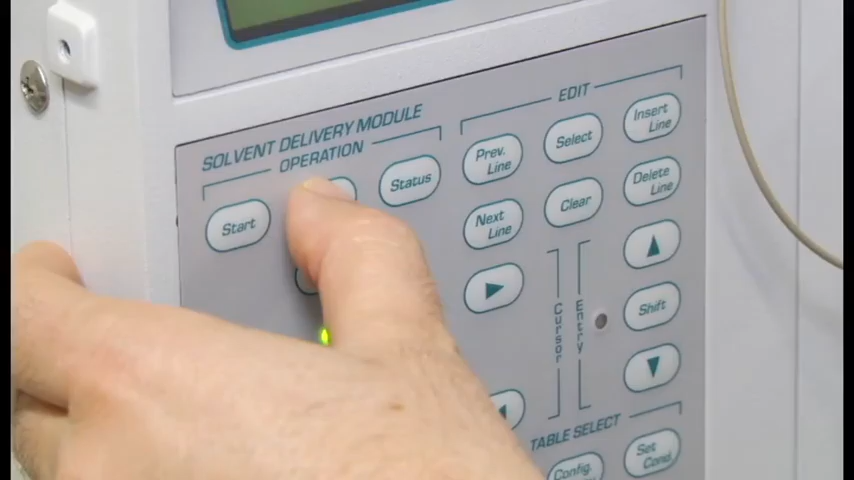 SOLVENT DELIVERY MODULE
OPERATION
Start
Status
EDIT
Prev.
Line
Select
Insert
Line
Next
Line
Clear
Delete
Line
Cursor
Entry
Shift
TABLE SELECT
Config.
Set
Cond.